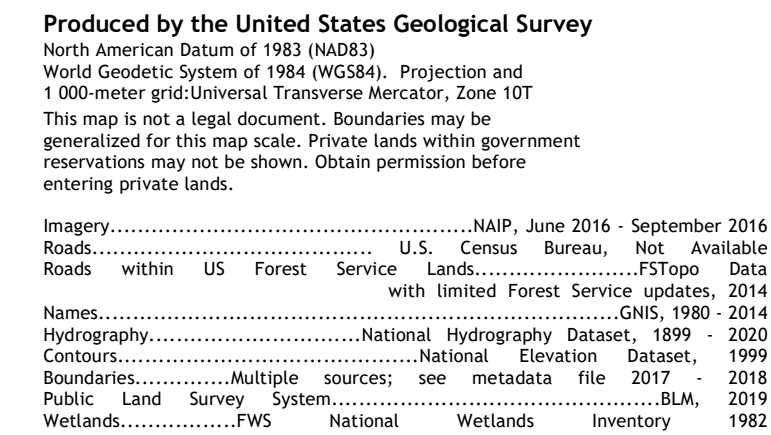 Produced by the United States Geological Survey
North American Datum of 1983 (NAD83)
World Geodetic System of 1984 (WGS84). Projection and
1 000-meter grid:Universal Transverse Mercator, Zone 10T
This map is not a legal document. Boundaries may be
generalized for this map scale. Private lands within government
reservations may not be shown. Obtain permission before
entering private lands.
Imagery.....................................................NAIP, June 2016 - September 2016
Roads......................................... U.S. Census Bureau, Not Available
Roads within US Forest Service Lands........................FSTopo Data
with limited Forest Service updates, 2014
Names............................................................................GNIS, 1980 - 2014
Hydrography...............................National Hydrography Dataset, 1899 - 2020
Contours............................................National Elevation Dataset, 1999
Boundaries..............Multiple sources; see metadata file 2017 - 2018
Public Land Survey System................................................BLM, 2019
Wetlands.................FWS National Wetlands Inventory 1982